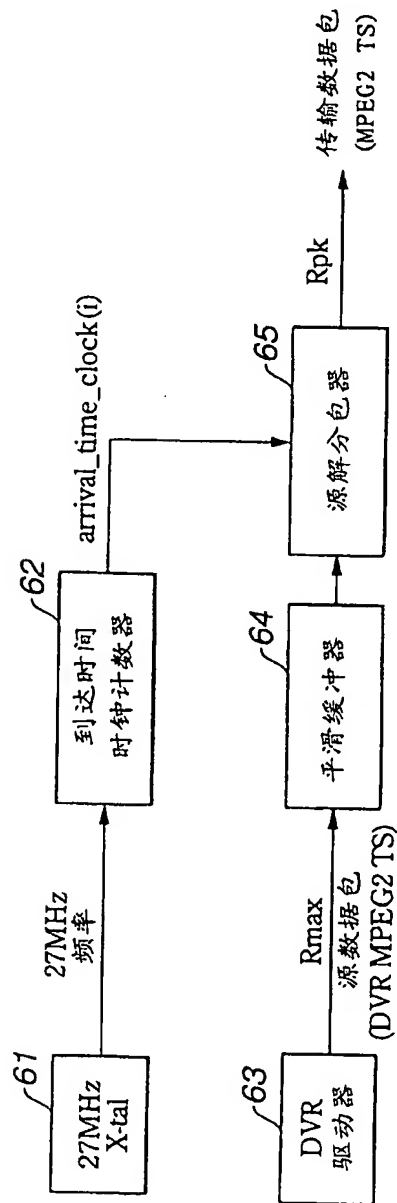 61
27MHz
X-tal
27MHz
频率
62
到达时间
时钟计数器
arrival_time_clock(i)
63
DVR
驱动器
Rmax
源数据包
(DVR MPEG2 TS)
64
平滑缓冲器
65
源解分包器
Rpk
传输数据包
(MPEG2 TS)